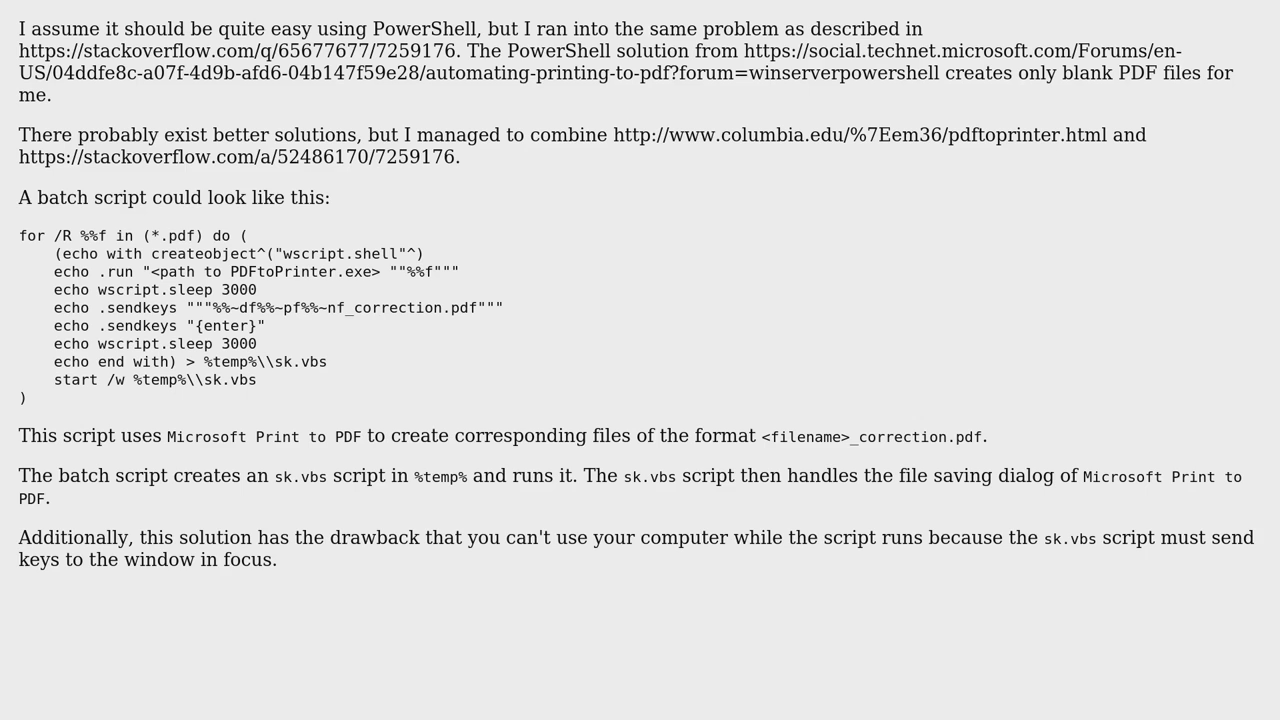 I assume it should be quite easy using PowerShell, but I ran into the same problem as described in
https://stackoverflow.com/q/65677677/7259176. The PowerShell solution from https://social.technet.microsoft.com/Forums/en-
US/04ddfe8c-a07f-4d9b-afd6-04b147f59e28/automating-printing-to-pdf?forum=winserverpowershell creates only blank PDF files for
me.
There probably exist better solutions, but I managed to combine http://www.columbia.edu/%7Eem36/pdftoprinter.html and
https://stackoverflow.com/a/52486170/7259176.
A batch script could look like this:
for /R %%f in (*.pdf) do (
    (echo with createobject^("wscript.shell"^)
    echo .run "<path to PDFtoPrinter.exe> ""%%f"""
    echo wscript.sleep 3000
    echo .sendkeys """%%~df%%~pf%%~nf_correction.pdf"""
    echo .sendkeys "{enter}"
    echo wscript.sleep 3000
    echo end with) > %temp%\\sk.vbs
    start /w %temp%\\sk.vbs
)
This script uses Microsoft Print to PDF to create corresponding files of the format <filename>_correction.pdf.
The batch script creates an sk.vbs script in %temp% and runs it. The sk.vbs script then handles the file saving dialog of Microsoft Print to
PDF.
Additionally, this solution has the drawback that you can't use your computer while the script runs because the sk.vbs script must send
keys to the window in focus.